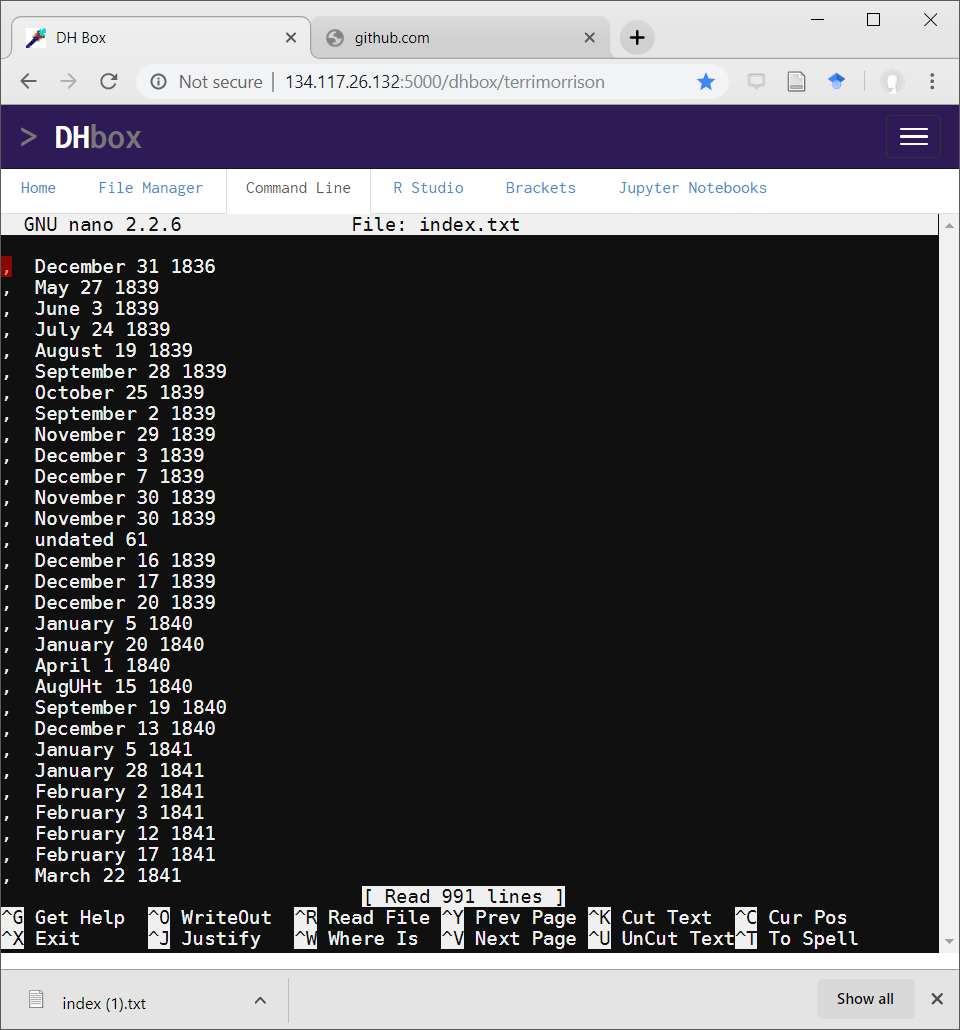 DH Box
github.com
Not secure | 134.117.26.132:5000/dhbox/terrimorrison
> DHbox
Home File Manager Command Line R Studio Brackets Jupyter Notebooks
GNU nano 2.2.6 File: index.txt
, December 31 1836
, May 27 1839
, June 3 1839
, July 24 1839
, August 19 1839
, September 28 1839
, October 25 1839
, September 2 1839
, November 29 1839
, December 3 1839
, December 7 1839
, November 30 1839
, November 30 1839
, undated 61
, December 16 1839
, December 17 1839
, December 20 1839
, January 5 1840
, January 20 1840
, April 1 1840
, AugUHt 15 1840
, September 19 1840
, December 13 1840
, January 5 1841
, January 28 1841
, February 2 1841
, February 3 1841
, February 12 1841
, February 17 1841
, March 22 1841
[ Read 991 lines ]
^G Get Help ^O WriteOut ^R Read File ^Y Prev Page ^K Cut Text ^C Cur Pos
^X Exit ^J Justify ^W Where Is ^V Next Page ^U UnCut Text ^T To Spell
index (1).txt
Show all